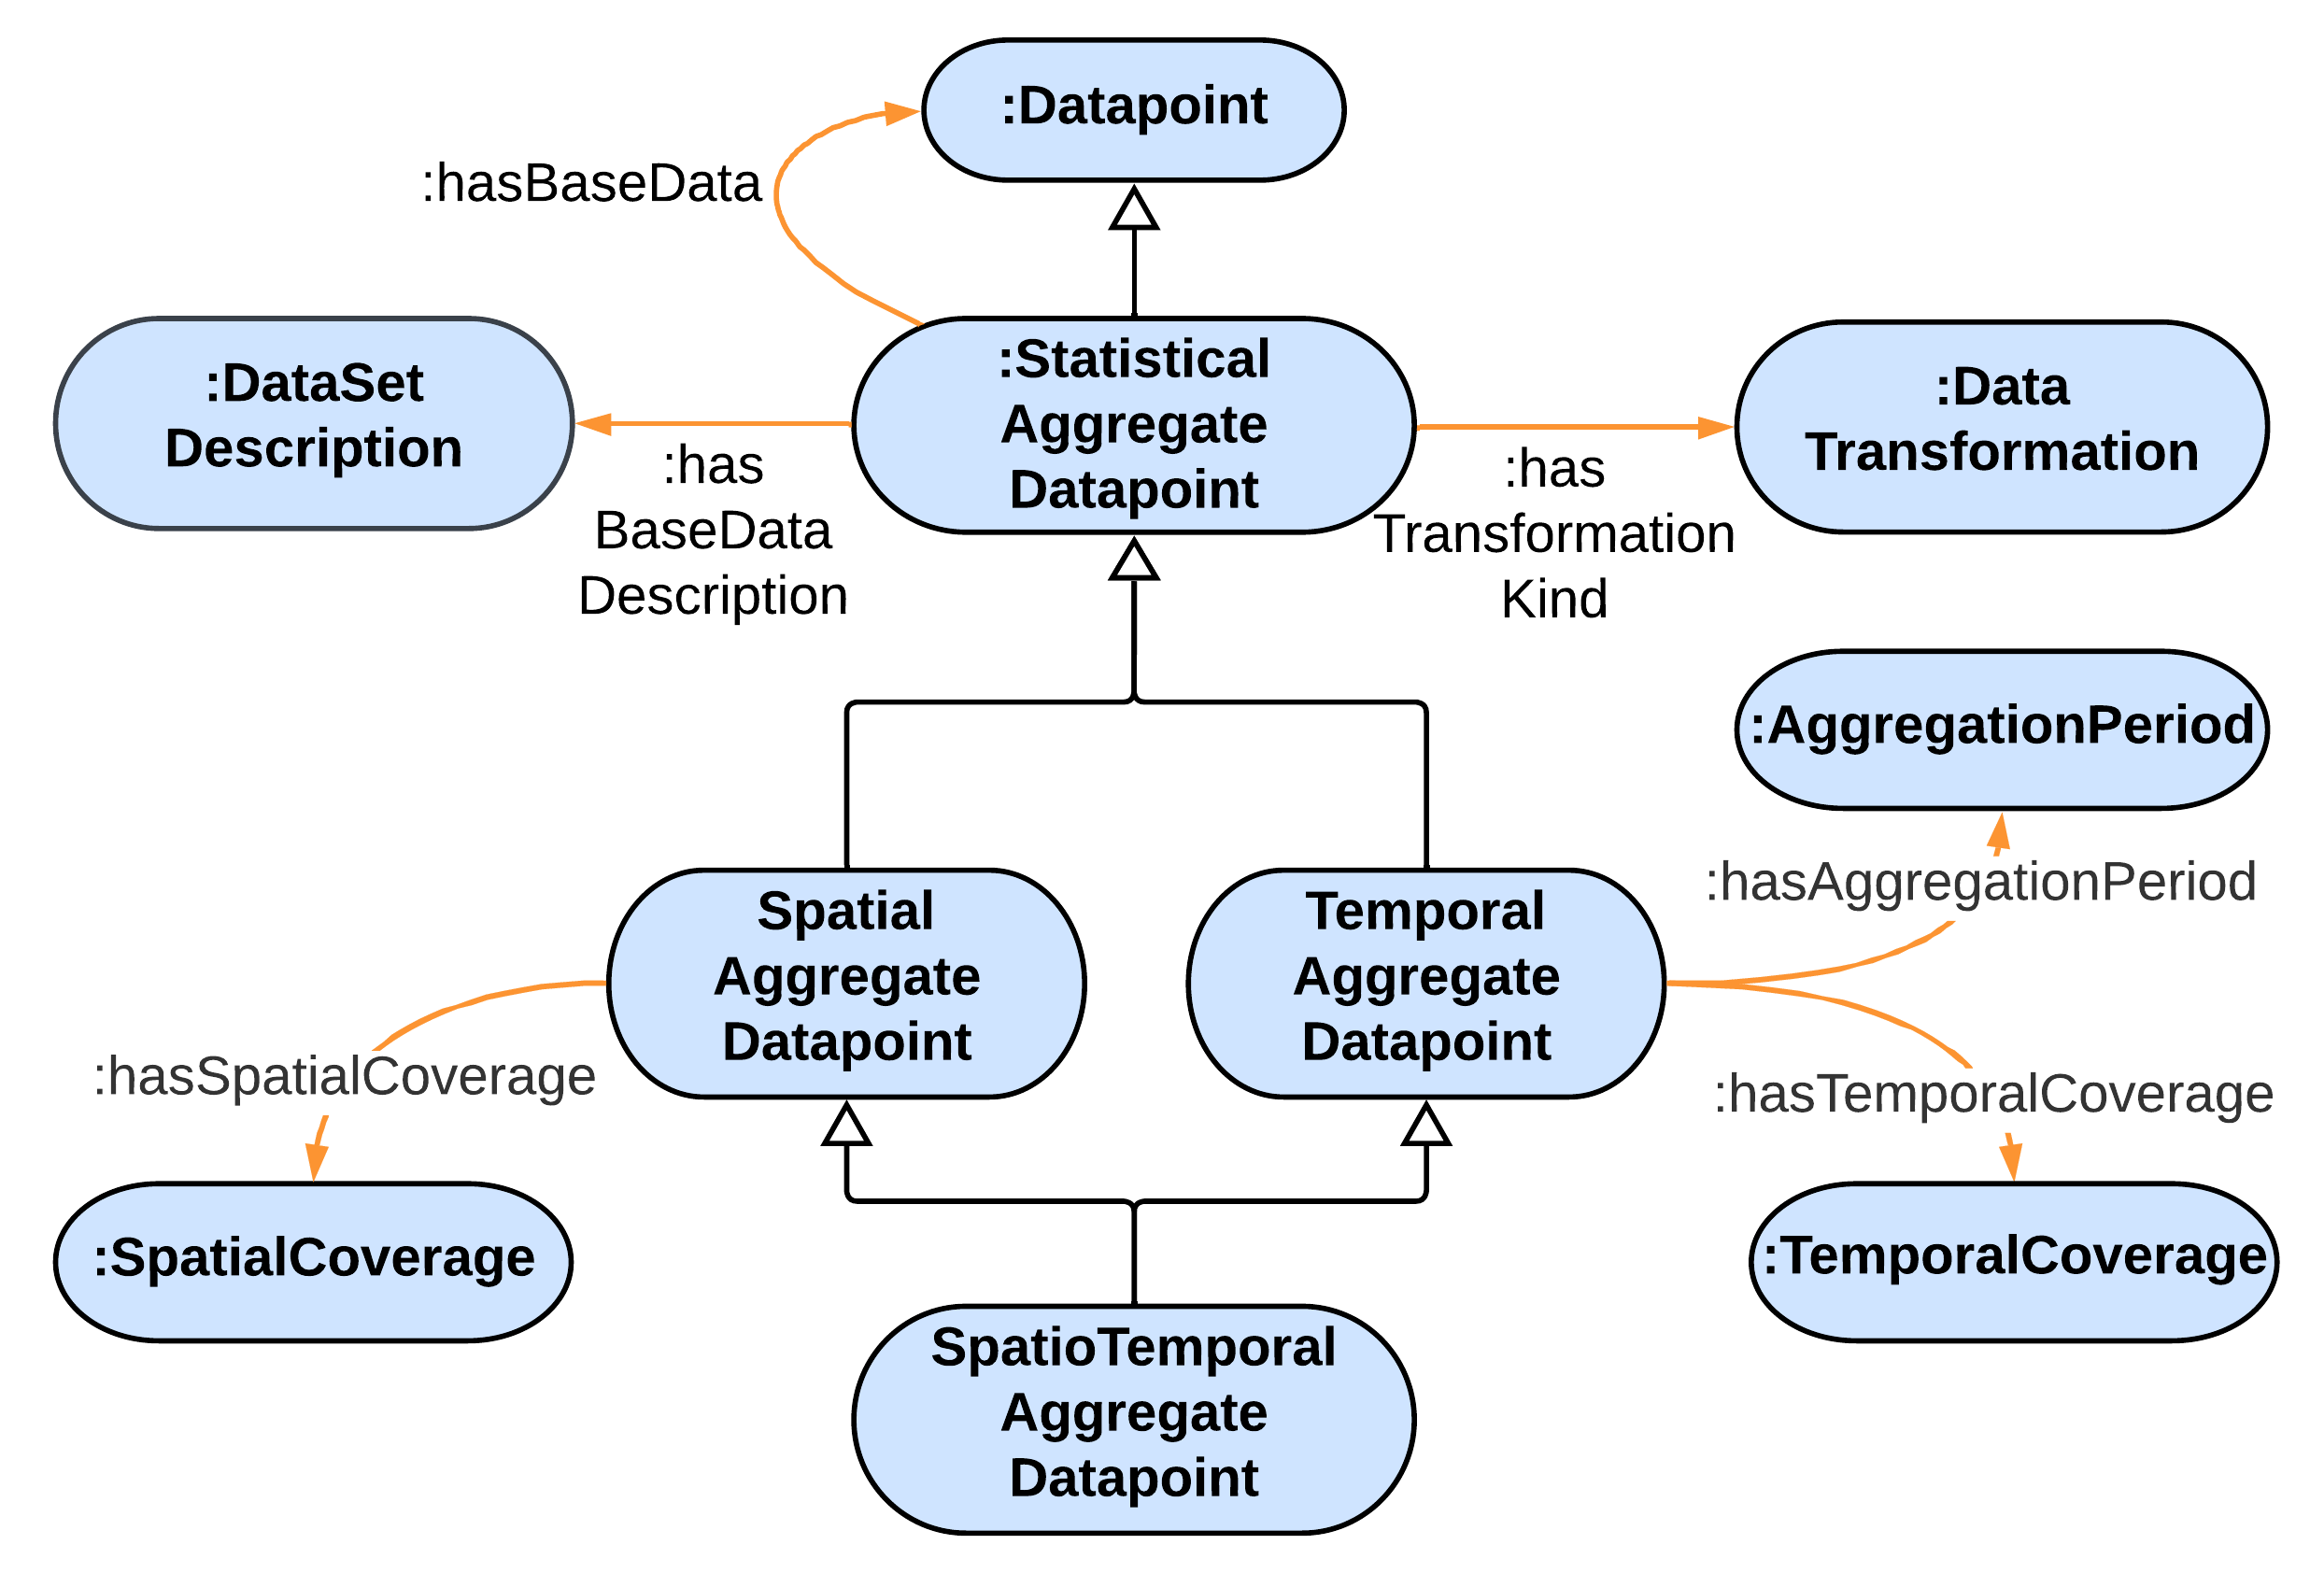 :Datapoint
:hasBaseData
:DataSet
Description
:Statistical
Aggregate
Datapoint
:Data
Transformation
:has
BaseData
Description
:has
Transformation
Kind
:AggregationPeriod
:hasAggregationPeriod
Spatial
Aggregate
Datapoint
Temporal
Aggregate
Datapoint
:hasSpatialCoverage
:hasTemporalCoverage
:SpatialCoverage
:TemporalCoverage
SpatioTemporal
Aggregate
Datapoint